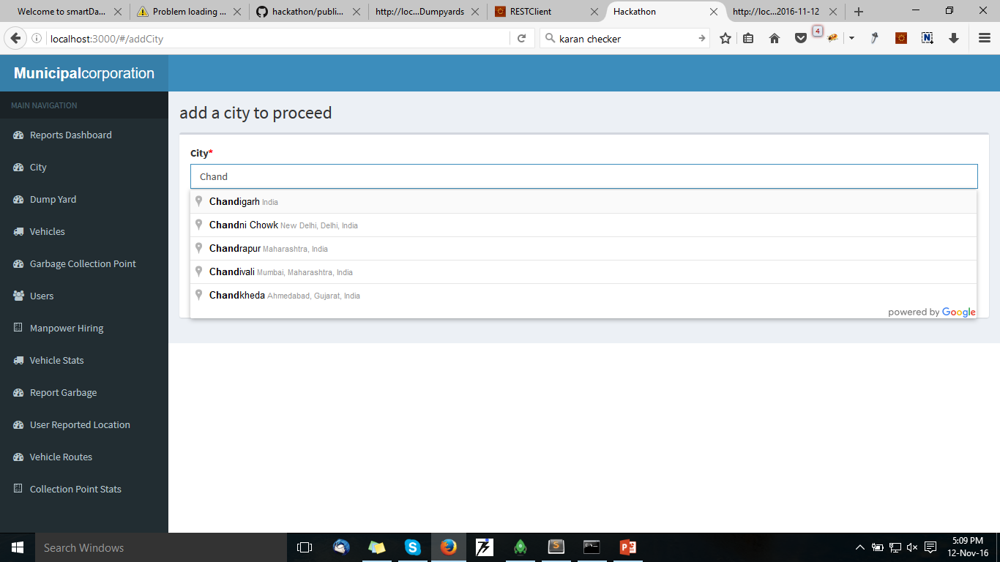 Welcome to smartDa...
Problem loading ...
hackathon/publi...
http://loc...Dumpyards
RESTClient
Hackathon
http://loc...2016-11-12
localhost:3000/#/addCity
karan checker
4
Municipalcorporation
MAIN NAVIGATION
Reports Dashboard
City
Dump Yard
Vehicles
Garbage Collection Point
Users
Manpower Hiring
Vehicle Stats
Report Garbage
User Reported Location
Vehicle Routes
Collection Point Stats
add a city to proceed
City*
Chand
Chandigarh India
Chandni Chowk New Delhi, Delhi, India
Chandrapur Maharashtra, India
Chandivali Mumbai, Maharashtra, India
Chandkheda Ahmedabad, Gujarat, India
powered by Google
Search Windows
5:09 PM
12-Nov-16